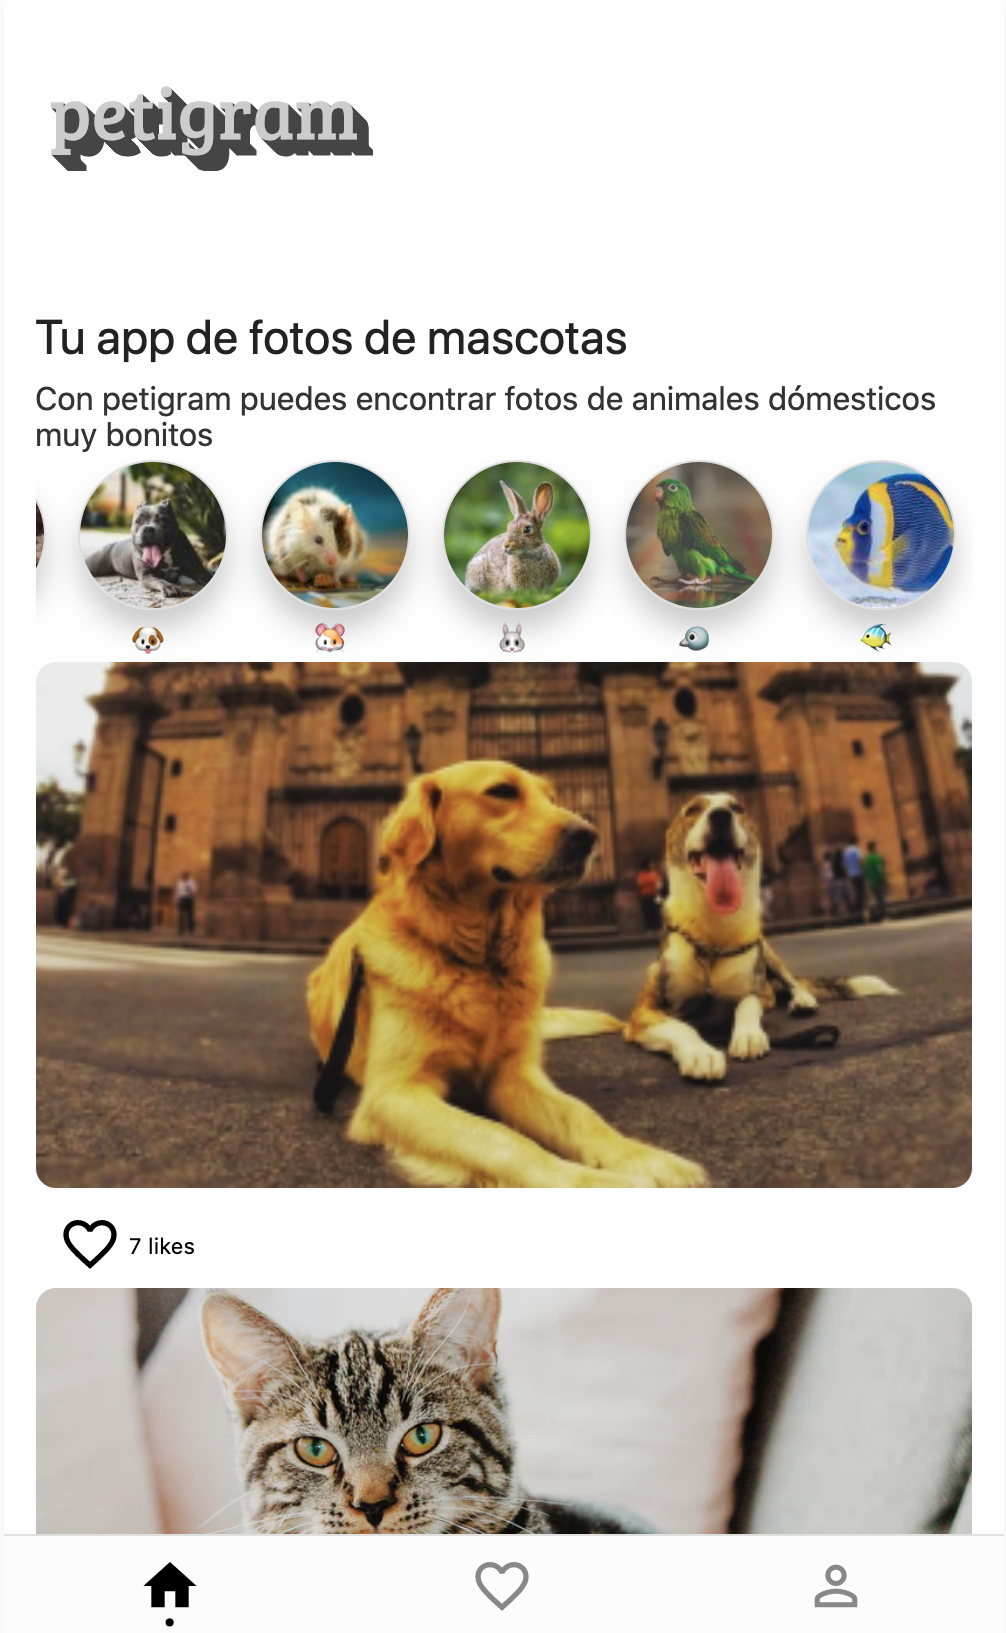 petigram
Tu app de fotos de mascotas
Con petigram puedes encontrar fotos de animales dómesticos
muy bonitos
7 likes